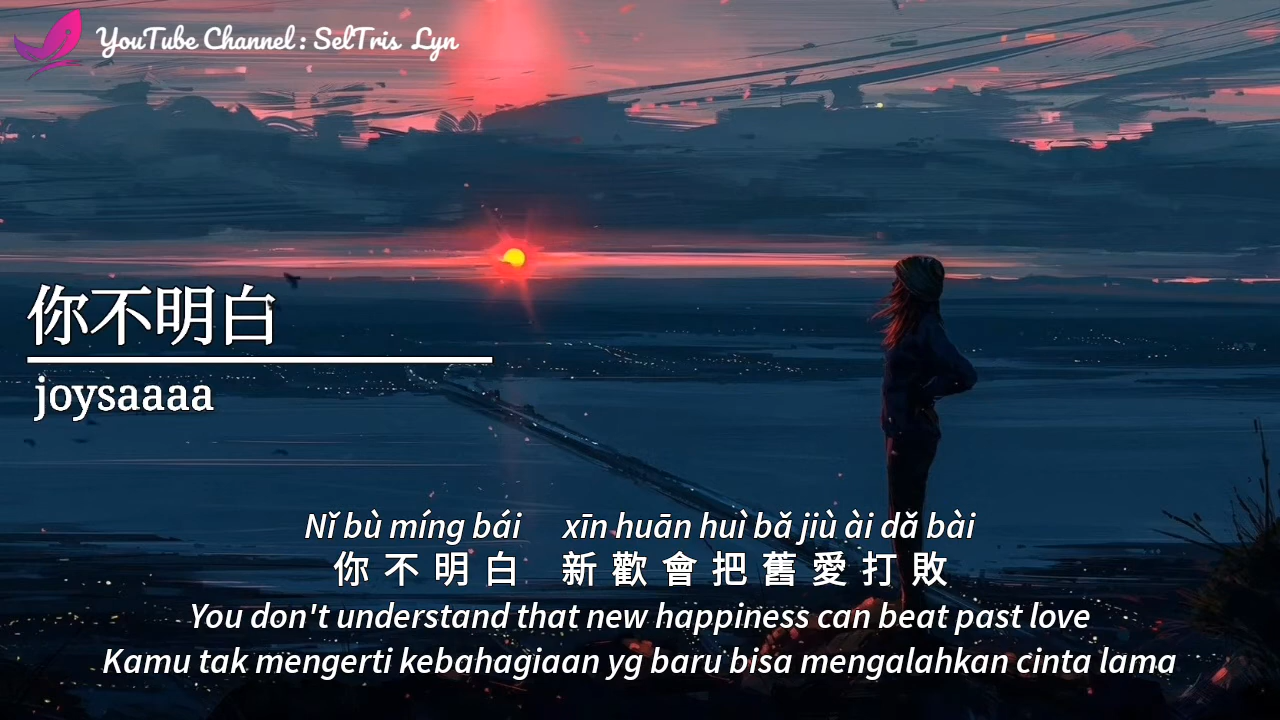 YouTube Channel : SelTris Lyn
你不明白
joysaaaa
Nǐ bù míng bái xīn huān huì bǎ jiù ài dǎ bài
你不明白 新歡會把舊愛打敗
You don't understand that new happiness can beat past love
Kamu tak mengerti kebahagiaan yg baru bisa mengalahkan cinta lama